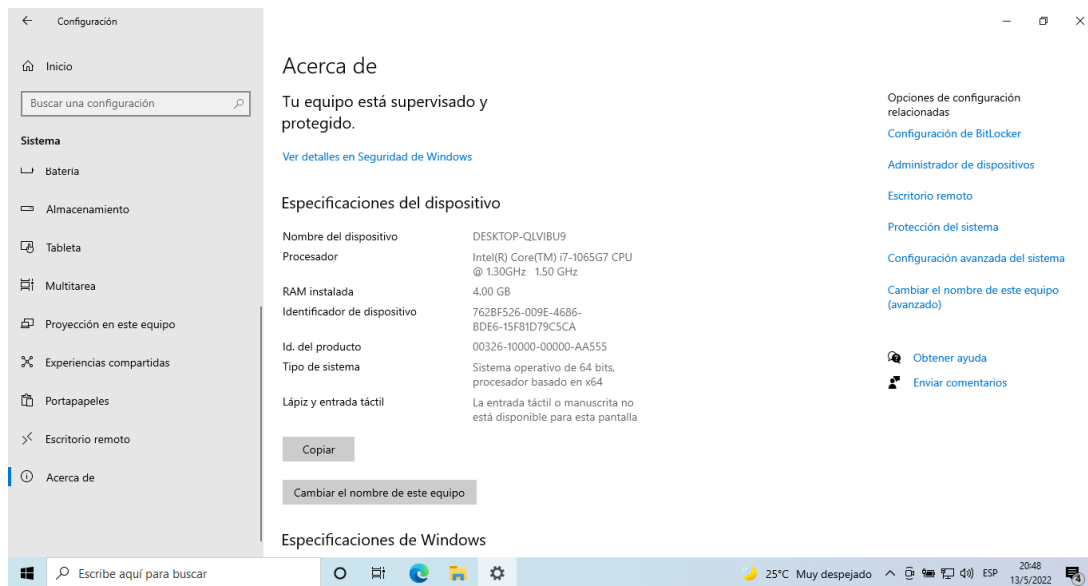 Configuración
Inicio
Buscar una configuración
Sistema
Batería
Almacenamiento
Tableta
Multitarea
Proyección en este equipo
Experiencias compartidas
Portapapeles
Escritorio remoto
Acerca de
Acerca de
Tu equipo está supervisado y
protegido.
Ver detalles en Seguridad de Windows
Especificaciones del dispositivo
Nombre del dispositivo DESKTOP-QLVIBU9
Procesador Intel(R) Core(TM) i7-1065G7 CPU
@ 1.30GHz 1.50 GHz
RAM instalada 4.00 GB
Identificador de dispositivo 762BF526-009E-4686-
BDE6-15F81D79C5CA
Id. del producto 00326-10000-00000-AA555
Tipo de sistema Sistema operativo de 64 bits,
procesador basado en x64
Lápiz y entrada táctil La entrada táctil o manuscrita no
está disponible para esta pantalla
Copiar
Cambiar el nombre de este equipo
Especificaciones de Windows
Opciones de configuración
relacionadas
Configuración de BitLocker
Administrador de dispositivos
Escritorio remoto
Protección del sistema
Configuración avanzada del sistema
Cambiar el nombre de este equipo
(avanzado)
Obtener ayuda
Enviar comentarios
Escribe aquí para buscar
25°C Muy despejado
ESP
20:48
13/5/2022
4